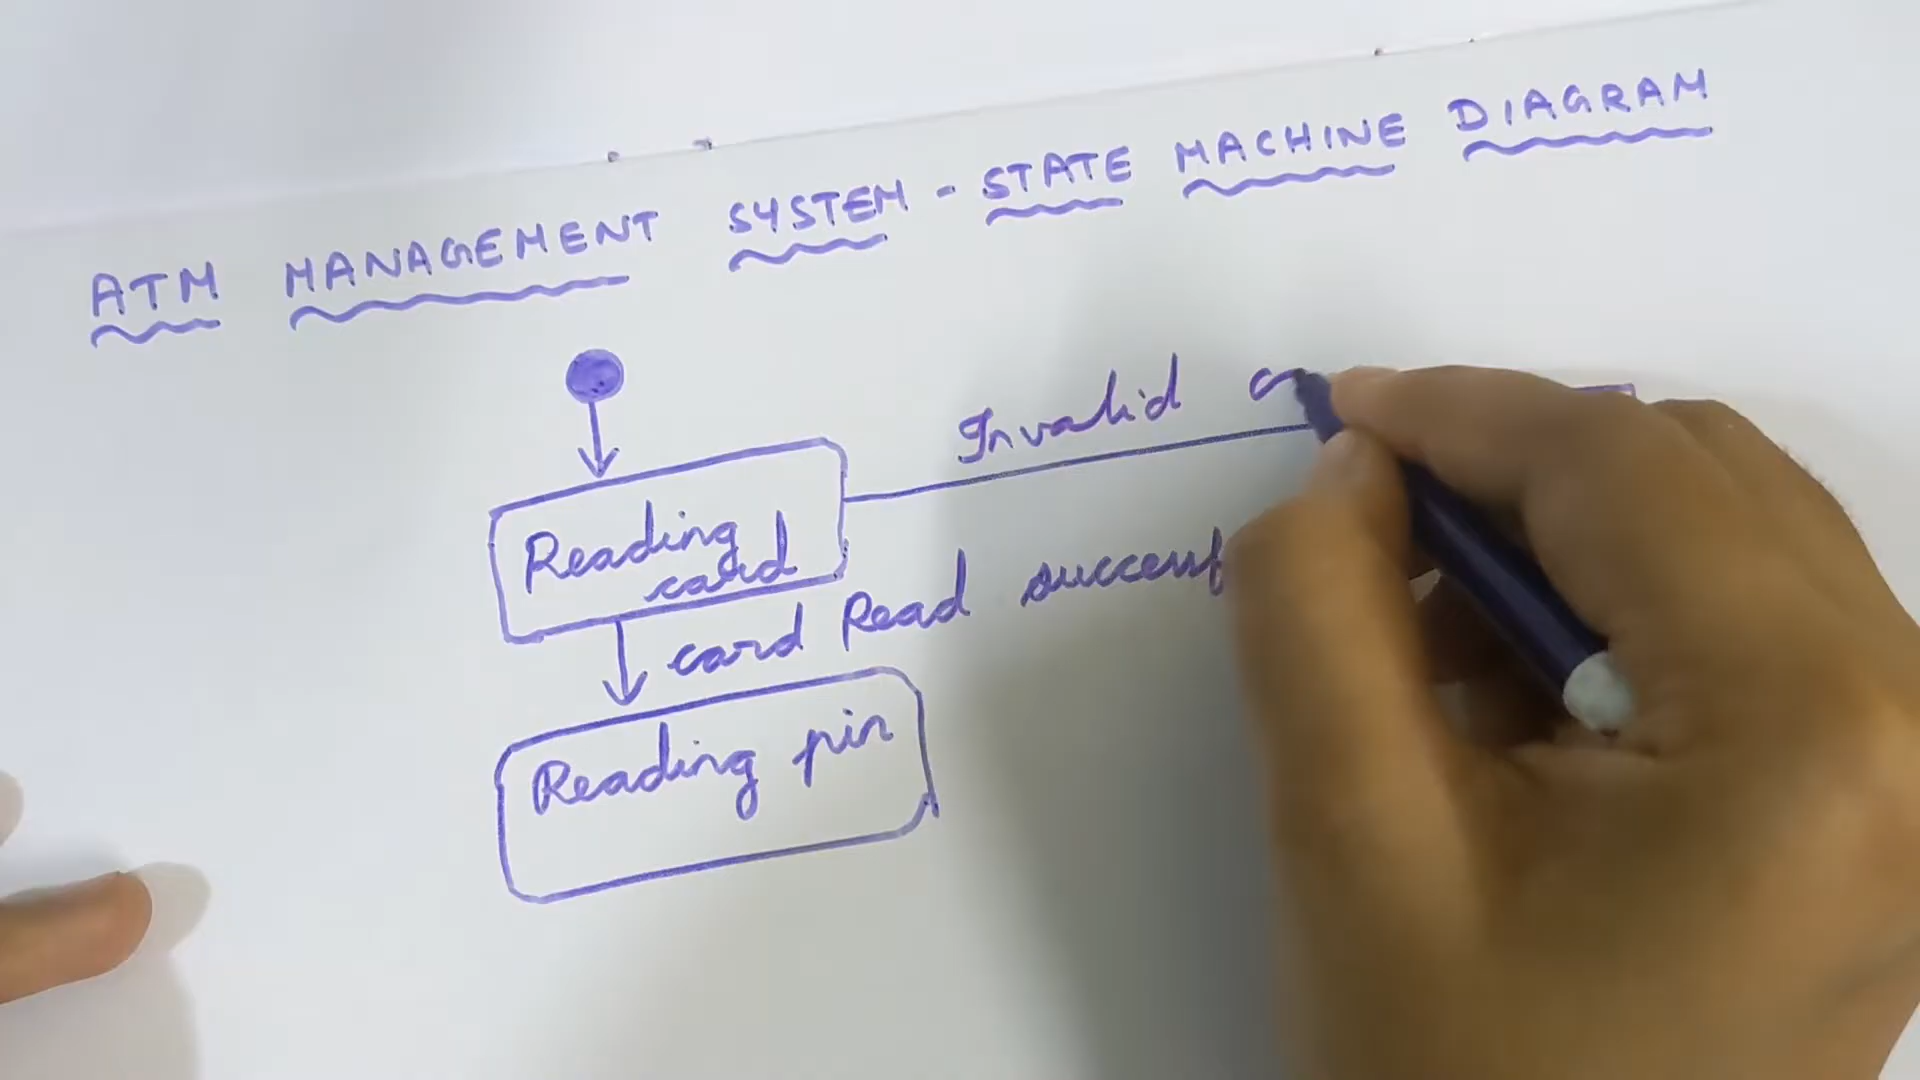 ATM MANAGEMENT SYSTEM - STATE MACHINE DIAGRAM
Invalid
Reading
card
card Read
Reading pin